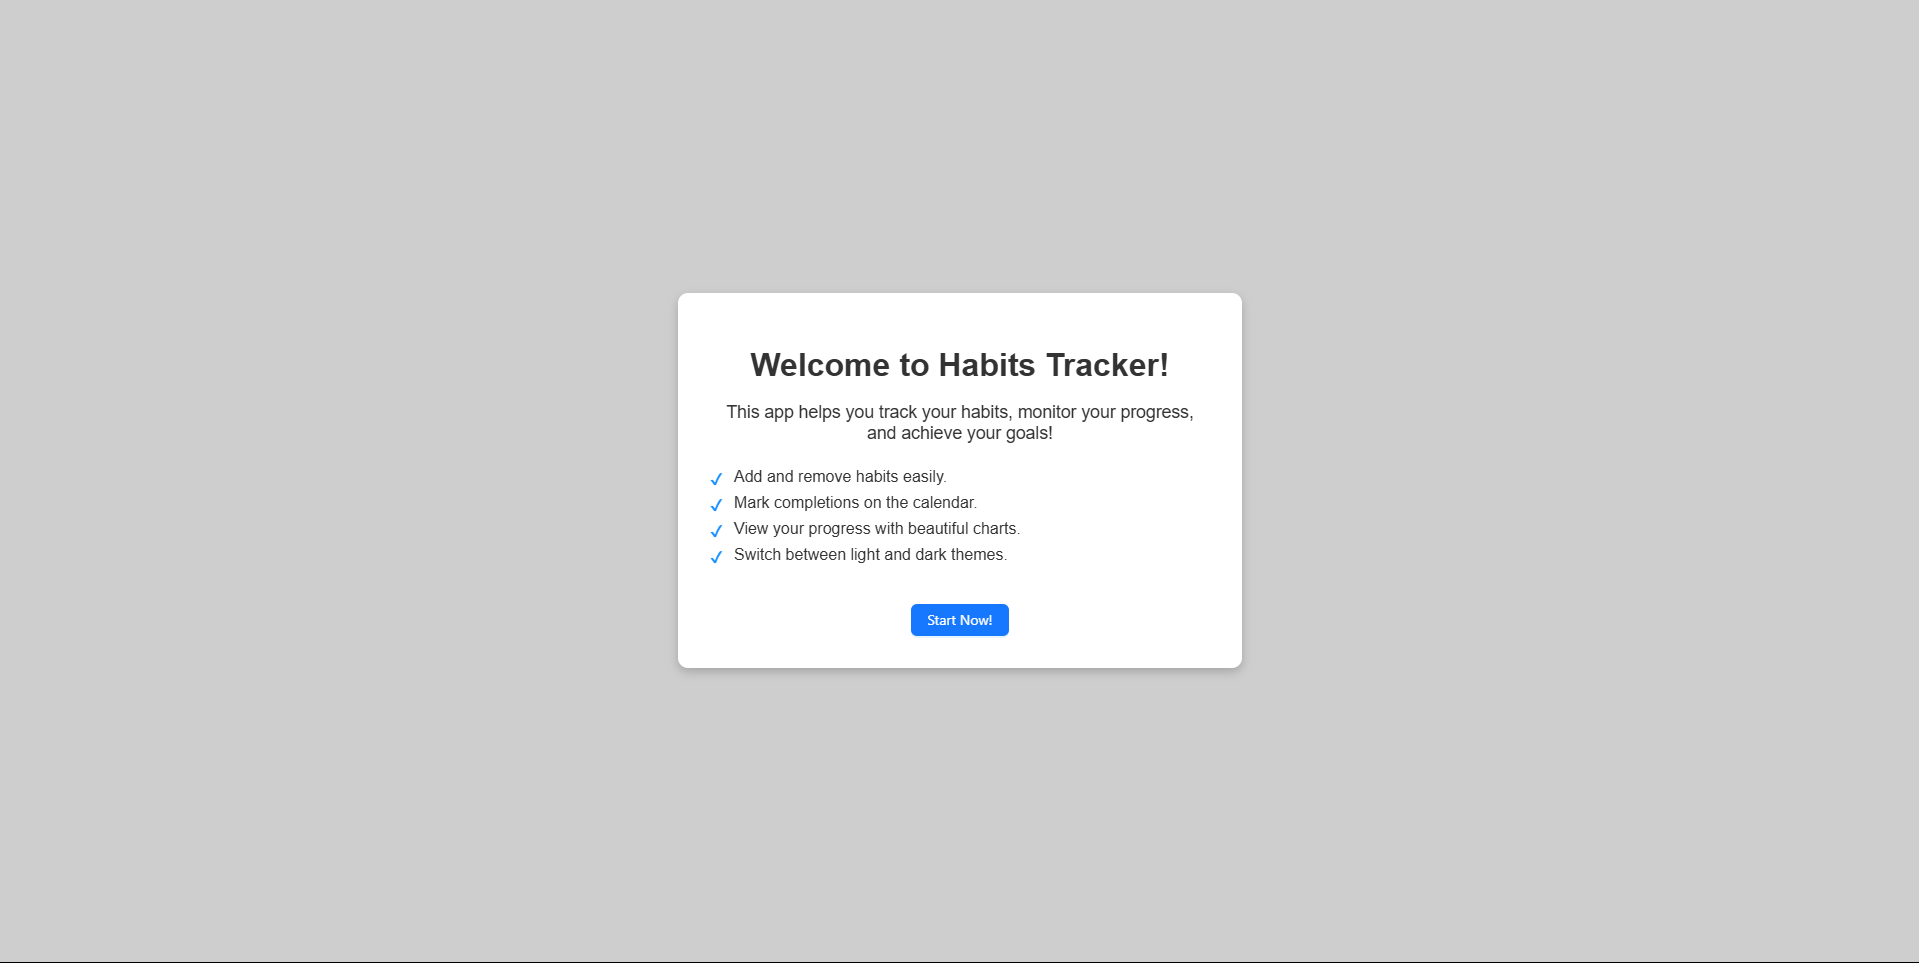 Welcome to Habits Tracker!
This app helps you track your habits, monitor your progress,
and achieve your goals!
✓ Add and remove habits easily.
✓ Mark completions on the calendar.
✓ View your progress with beautiful charts.
✓ Switch between light and dark themes.
Start Now!